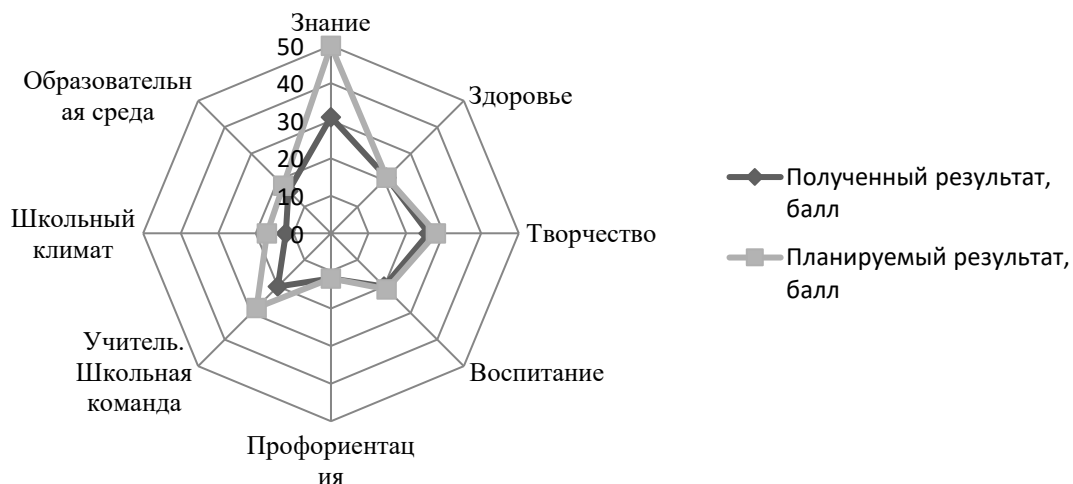 Знание
50
40
30
20
10
0
Образовательн
ая среда
Здоровье
Школьный
климат
Творчество
Учитель.
Школьная
команда
Воспитание
Профориентац
ия
Полученный результат,
балл
Планируемый результат,
балл